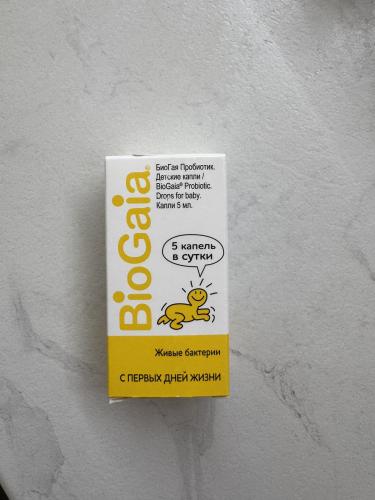 BioGaia®
БиоГая Пробиотик.
Детские капли /
BioGaia® Probiotic.
Drops for baby.
Капли 5 мл.
5 капель
в сутки
Живые бактерии
С ПЕРВЫХ ДНЕЙ ЖИЗНИ